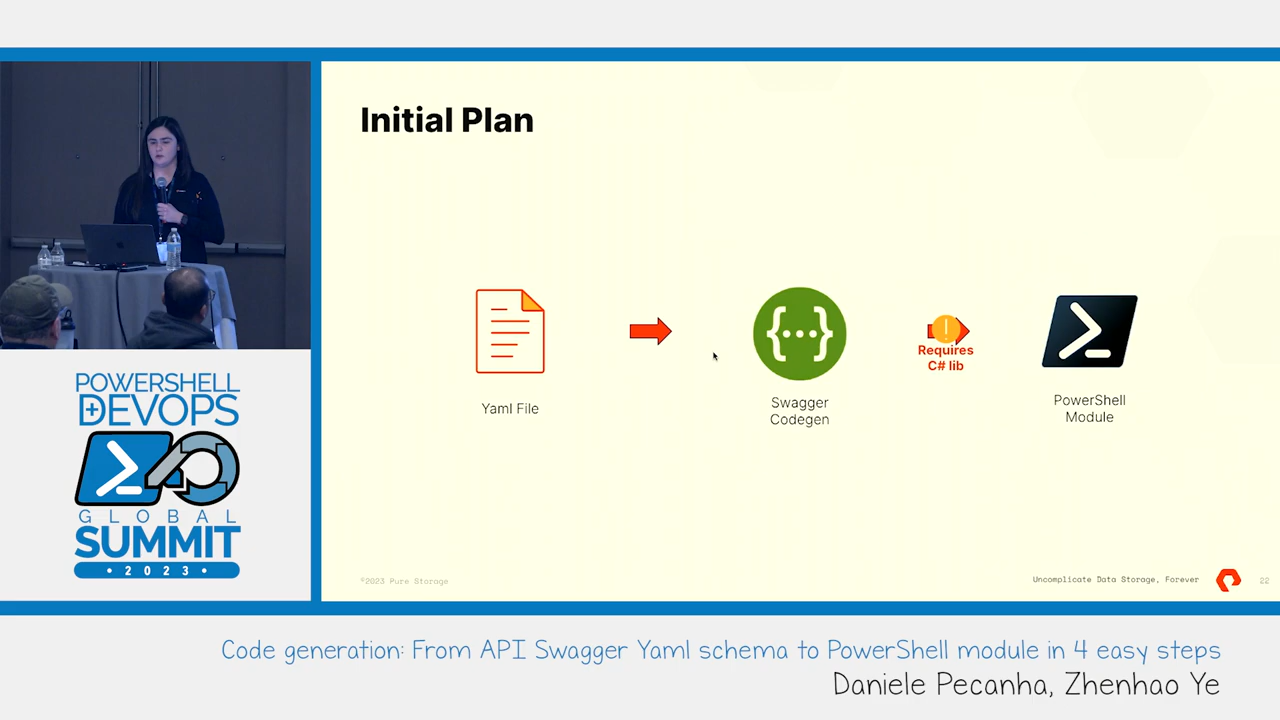 Initial Plan
Requires
C# lib
Yaml File
Swagger
Codegen
PowerShell
Module
©2023 Pure Storage
Uncomplicate Data Storage, Forever
22
POWERSHELL
+DEVOPS
GLOBAL
SUMMIT
• 2023 •
Code generation: From API Swagger Yaml schema to PowerShell module in 4 easy steps
Daniele Pecanha, Zhenhao Ye